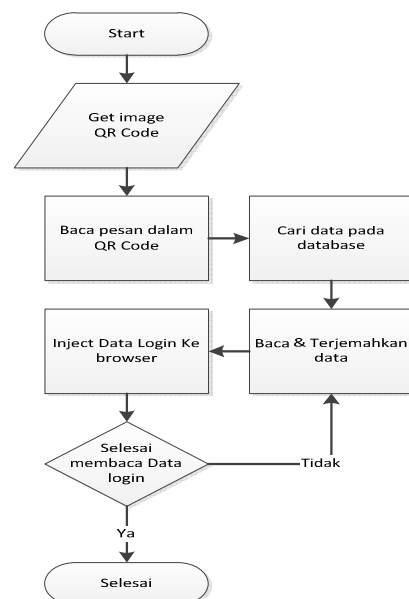 Start
Get image
QR Code
Baca pesan dalam
QR Code
Cari data pada
database
Baca & Terjemahkan
data
Inject Data Login Ke
browser
Selesai
membaca Data
login
Tidak
Ya
Selesai